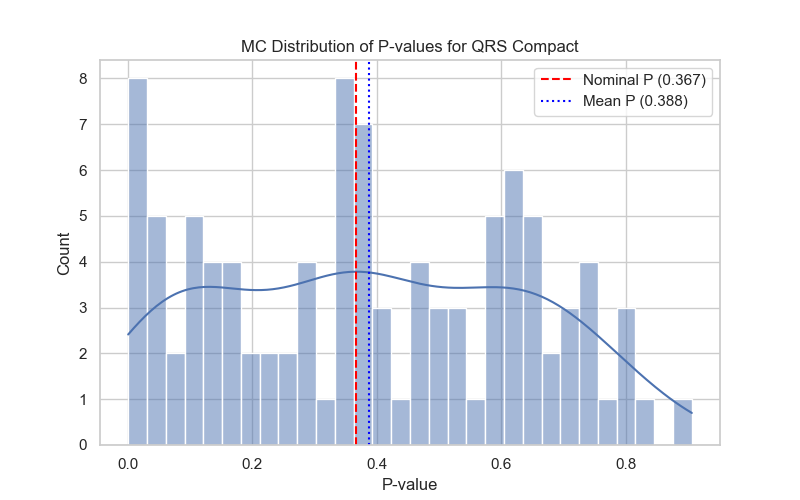 MC Distribution of P-values for QRS Compact
Nominal P (0.367)
Mean P (0.388)
Count
8
7
6
5
4
3
2
1
0
0.0 0.2 0.4 0.6 0.8
P-value